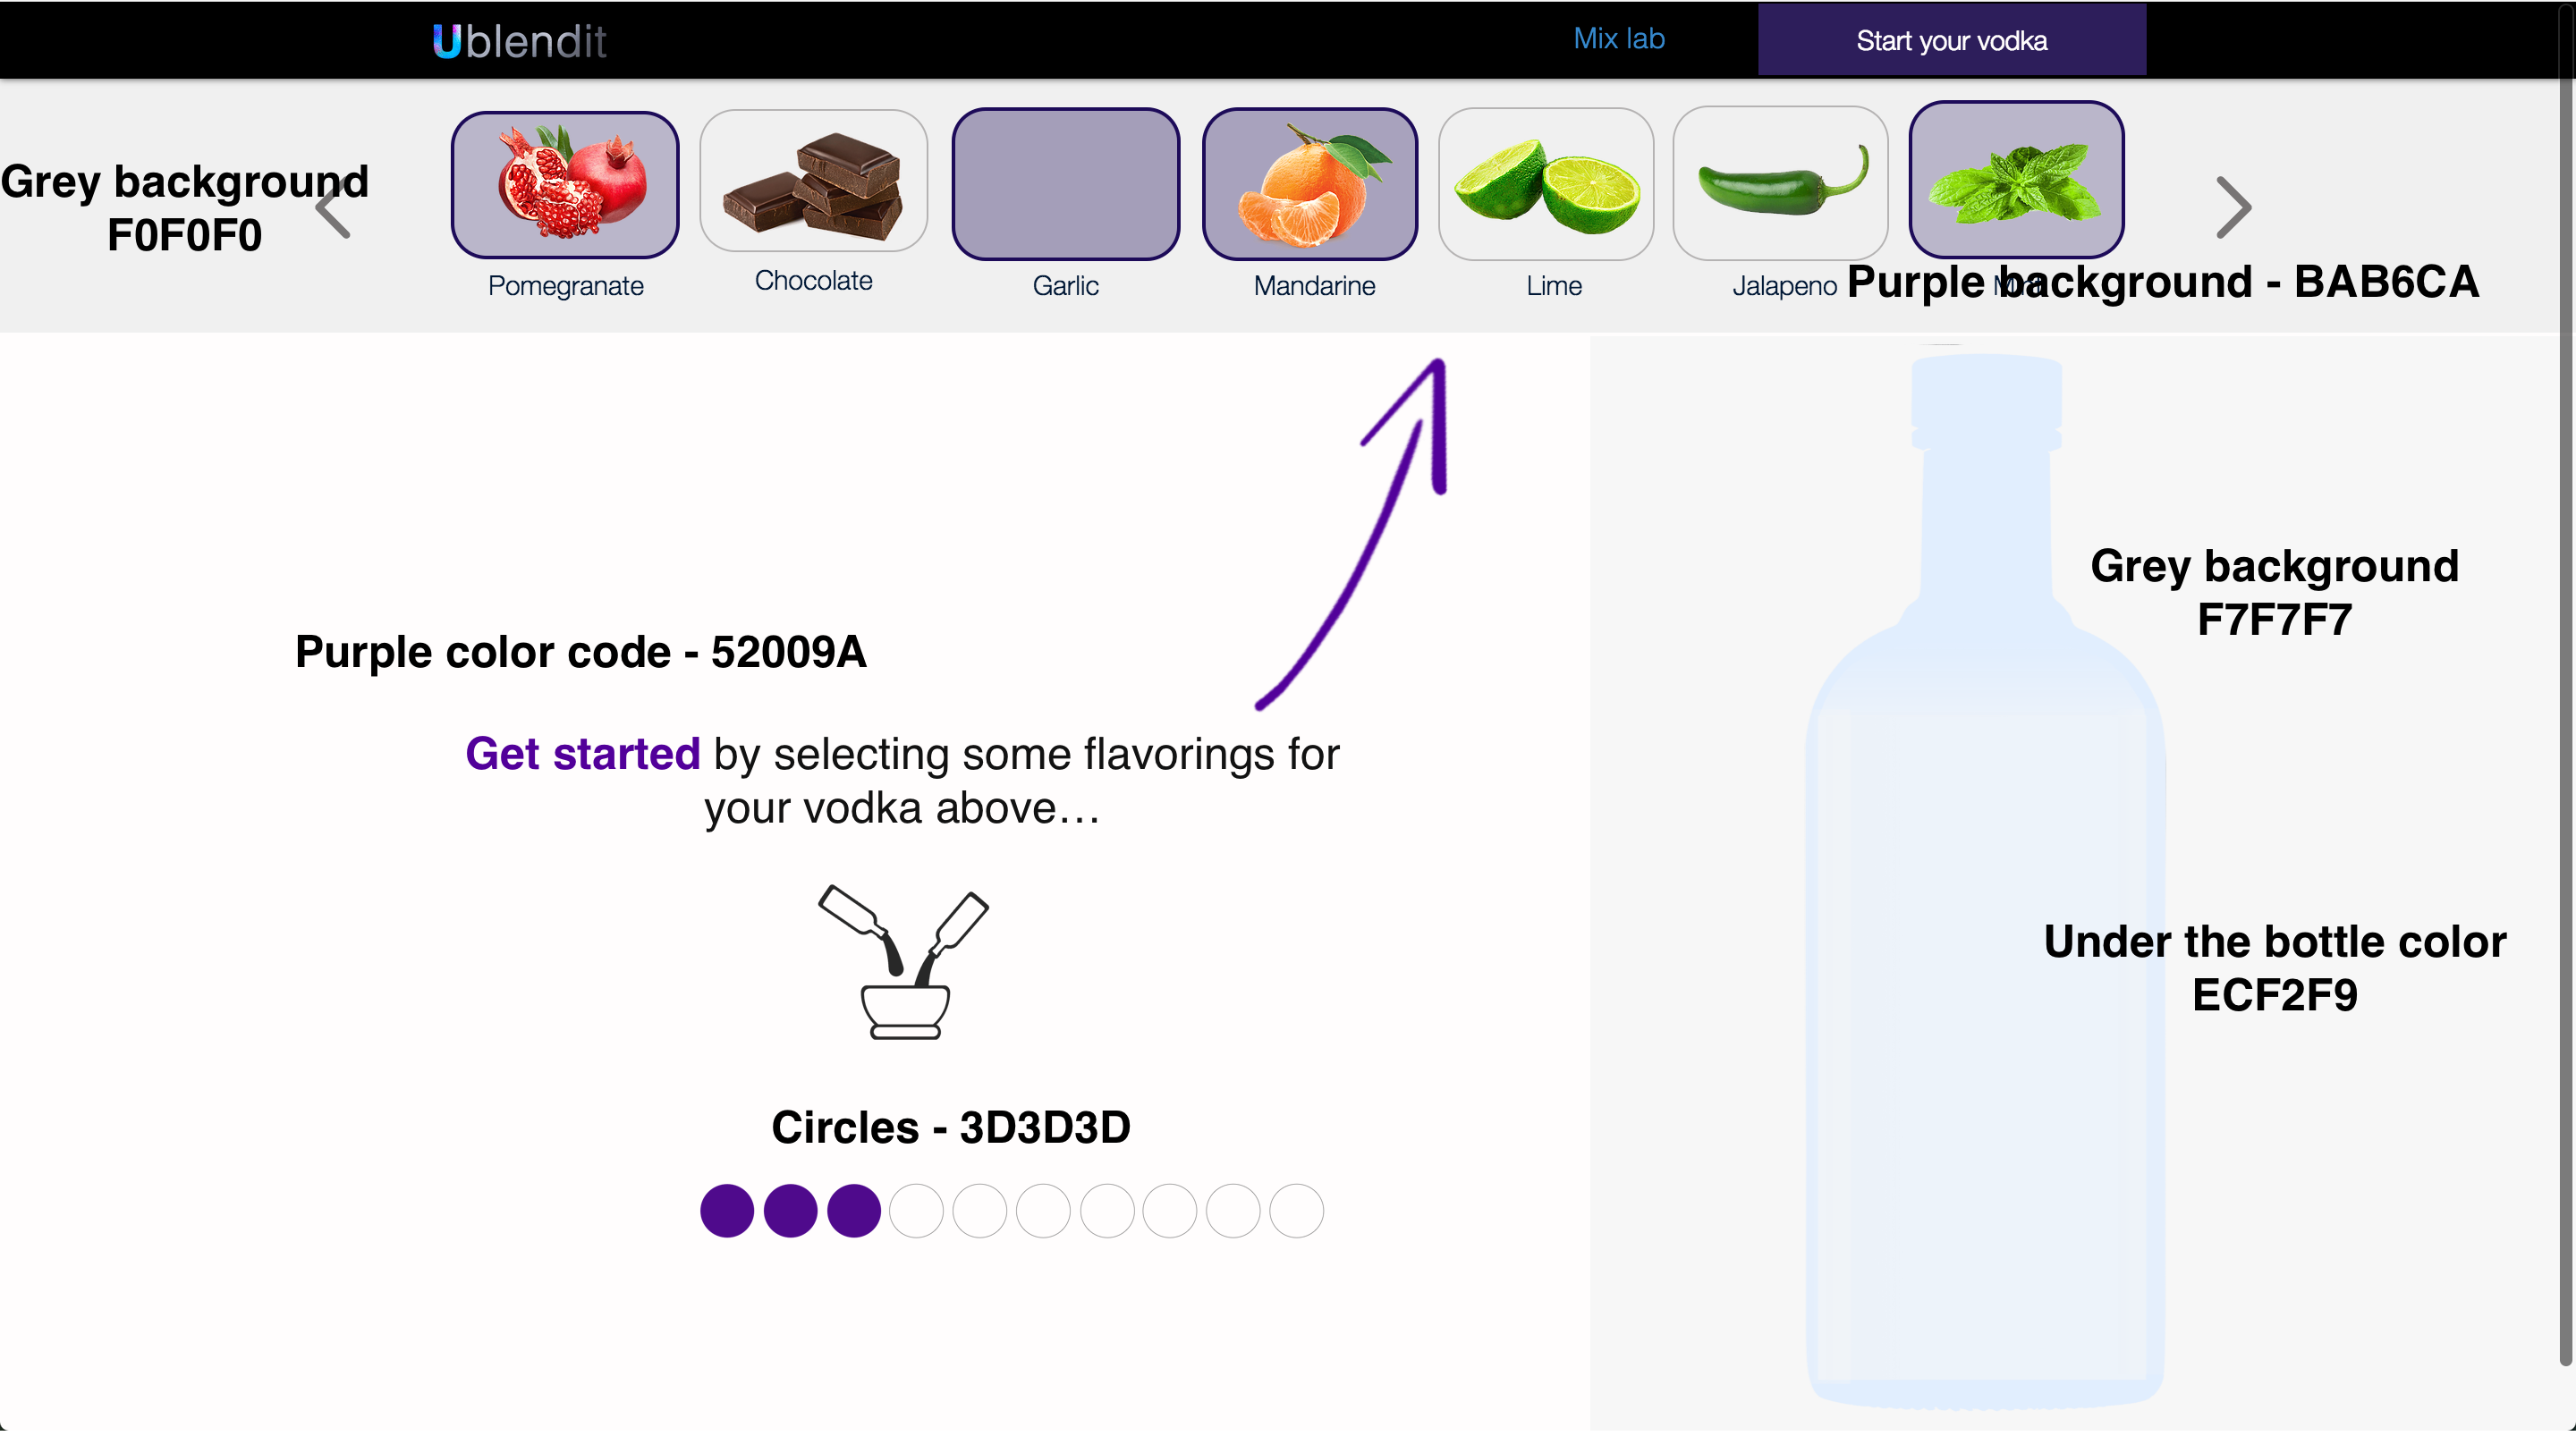 Ublendit
Mix lab
Start your vodka
Grey background
F0F0F0
Pomegranate
Chocolate
Garlic
Mandarine
Lime
Jalapeno
Purple background - BAB6CA
Grey background
F7F7F7
Purple color code - 52009A
Get started by selecting some flavorings for
your vodka above…
Under the bottle color
ECF2F9
Circles - 3D3D3D